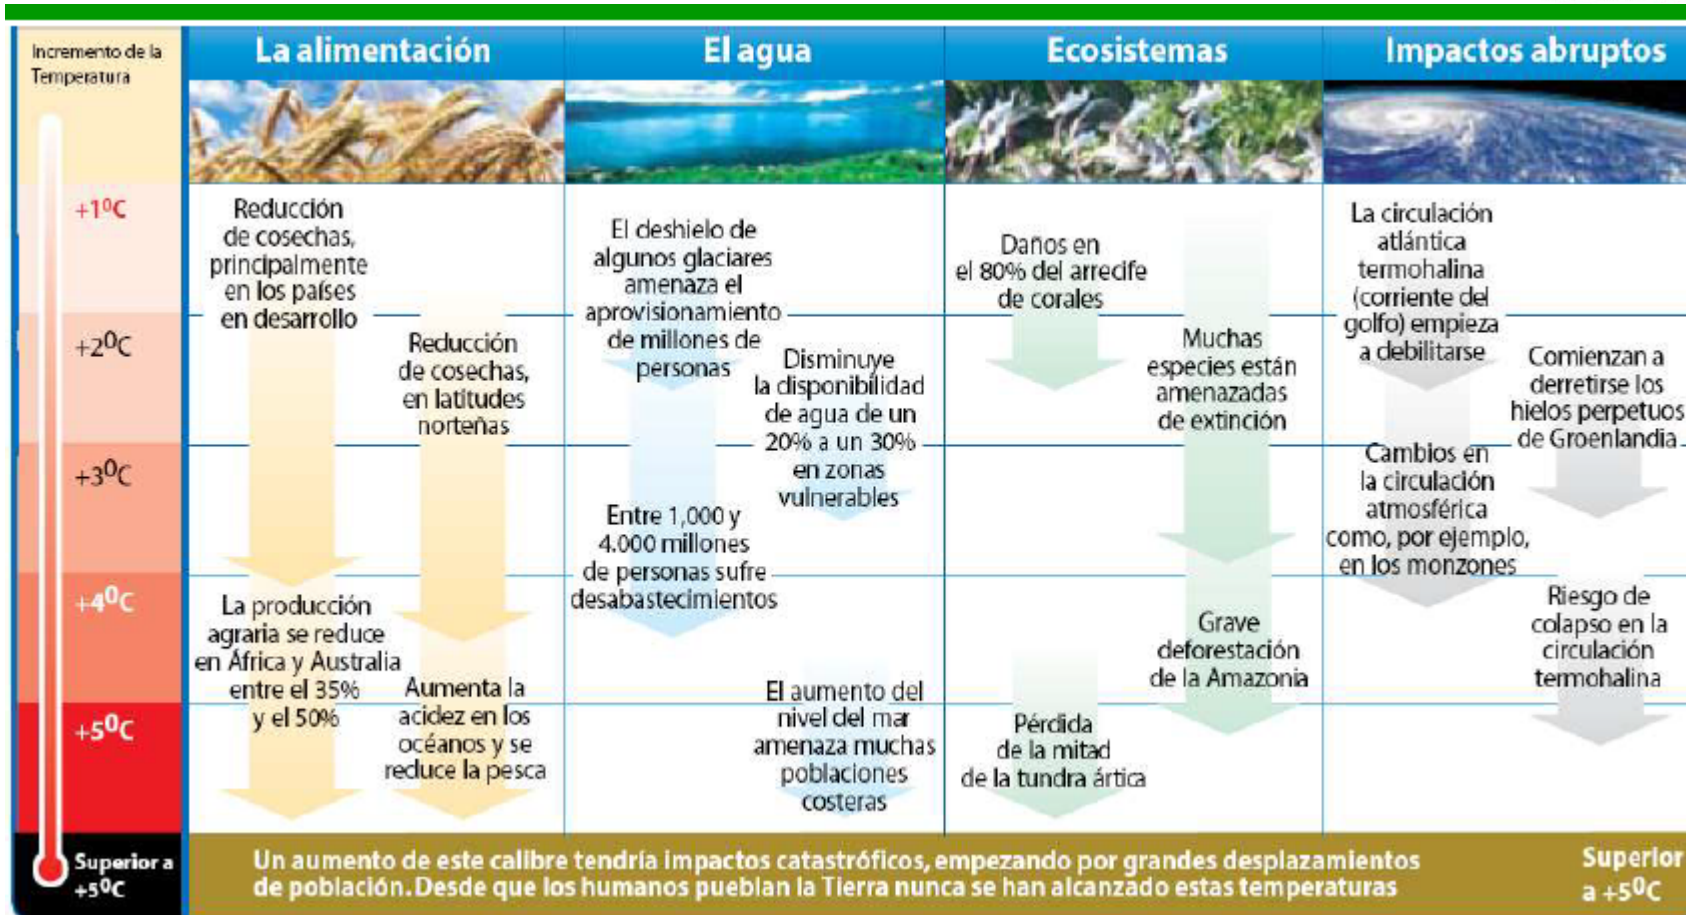 Incremento de la
Temperatura
La alimentación
El agua
Ecosistemas
Impactos abruptos
+1⁰C
Reducción
de cosechas,
principalmente
en los países
en desarrollo
El deshielo de
algunos glaciares
amenaza el
aprovisionamiento
de millones de
personas
Daños en
el 80% del arrecife
de corales
La circulación
atlántica
termohalina
(corriente del
golfo) empieza
a debilitarse
+2⁰C
Reducción
de cosechas,
en latitudes
norteñas
Disminuye
la disponibilidad
de agua de un
20% a un 30%
en zonas
vulnerables
Muchas
especies están
amenazadas
de extinción
Comienzan a
derretirse los
hielos perpetuos
de Groenlandia
+3⁰C
Entre 1,000 y
4.000 millones
de personas sufre
desabastecimientos
Cambios en
la circulación
atmosférica
como, por ejemplo,
en los monzones
+4⁰C
La producción
agraria se reduce
en África y Australia
entre el 35%
y el 50%
Aumenta la
acidez en los
océanos y se
reduce la pesca
El aumento del
nivel del mar
amenaza muchas
poblaciones
costeras
Grave
deforestación
de la Amazonia
Riesgo de
colapso en la
circulación
termohalina
+5⁰C
Pérdida
de la mitad
de la tundra ártica
Superior a
+5⁰C
Un aumento de este calibre tendría impactos catastróficos, empezando por grandes desplazamientos
de población. Desde que los humanos pueblan la Tierra nunca se han alcanzado estas temperaturas
Superior
a +5⁰C